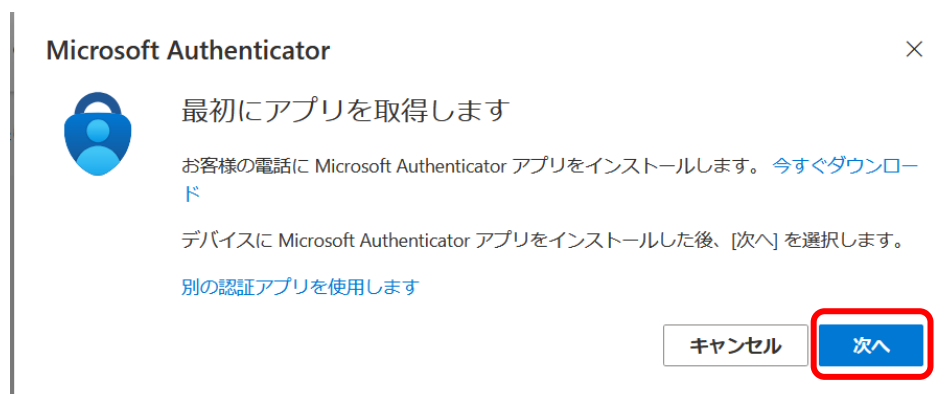 Microsoft Authenticator
最初にアプリを取得します
お客様の電話に Microsoft Authenticator アプリをインストールします。 今すぐダウンロー
ド
デバイスに Microsoft Authenticator アプリをインストールした後、[次へ] を選択します。
別の認証アプリを使用します
キャンセル 次へ